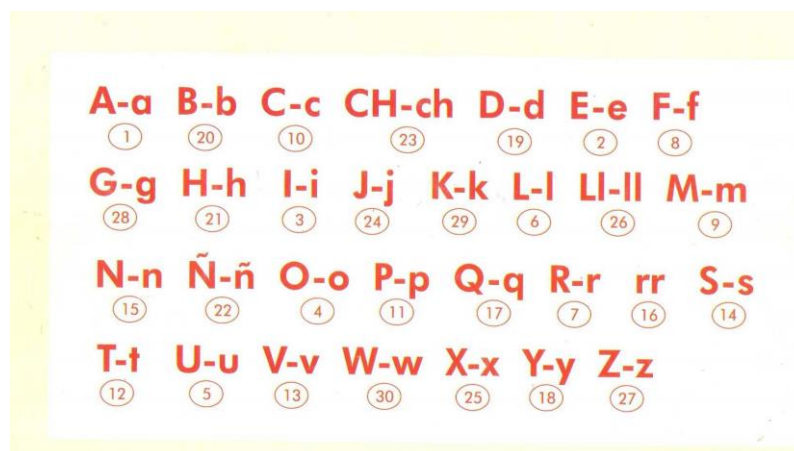 A-a B-b C-c CH-ch D-d E-e F-f
1 20 10 23 19 2 8
G-g H-h I-i J-j K-k L-l Ll-ll M-m
28 21 3 24 29 6 26 9
N-n Ñ-ñ O-o P-p Q-q R-r rr S-s
15 22 4 11 17 7 16 14
T-t U-u V-v W-w X-x Y-y Z-z
12 5 13 30 25 18 27